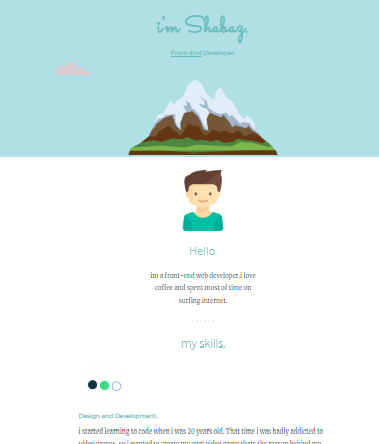 i'm Shabaz.
Front-End Developer.
Hello.
im a front-end web developer.i love
coffee and spent most of time on
surfing internet.
my skills.
Design and Development.
i started learning to code when i was 20 years old. That time i was badly addicted to
video games, so i wanted to create my own video game thats the reason behind my